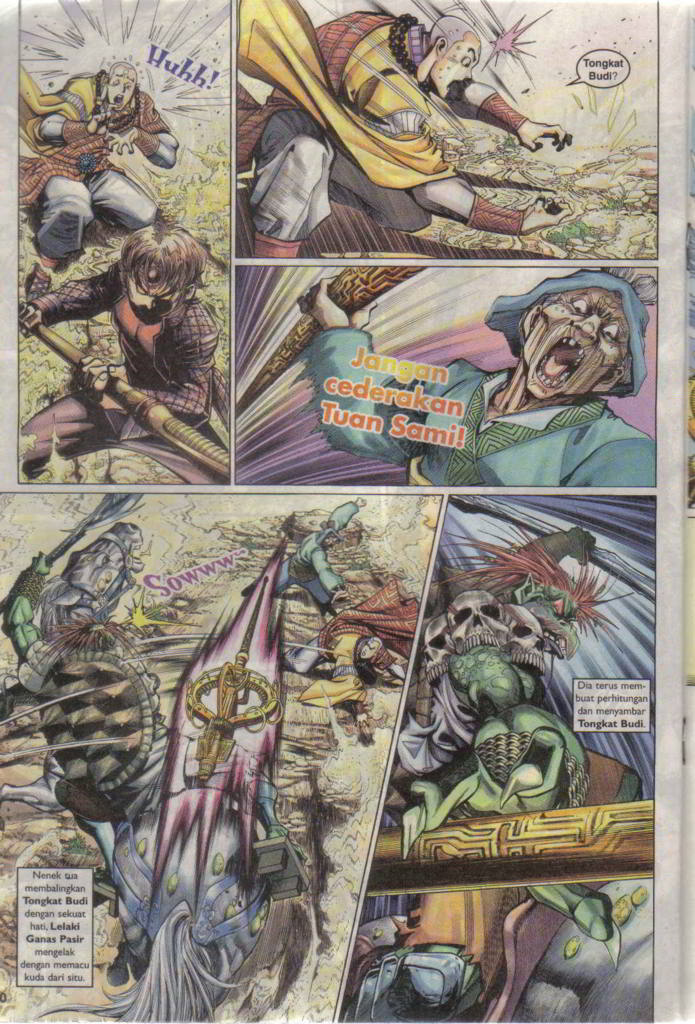 Huhh!
Tongkat
Budi?
Jangan
cederakan
Tuan Sami!
Sowww~
Dia terus mem-
buat perhitungan
dan menyambar
Tongkat Budi.
Nenek tua
membalingkan
Tongkat Budi
dengan sekuat
hati, Lelaki
Ganas Pasir
mengelak
dengan memacu
kuda dari situ.